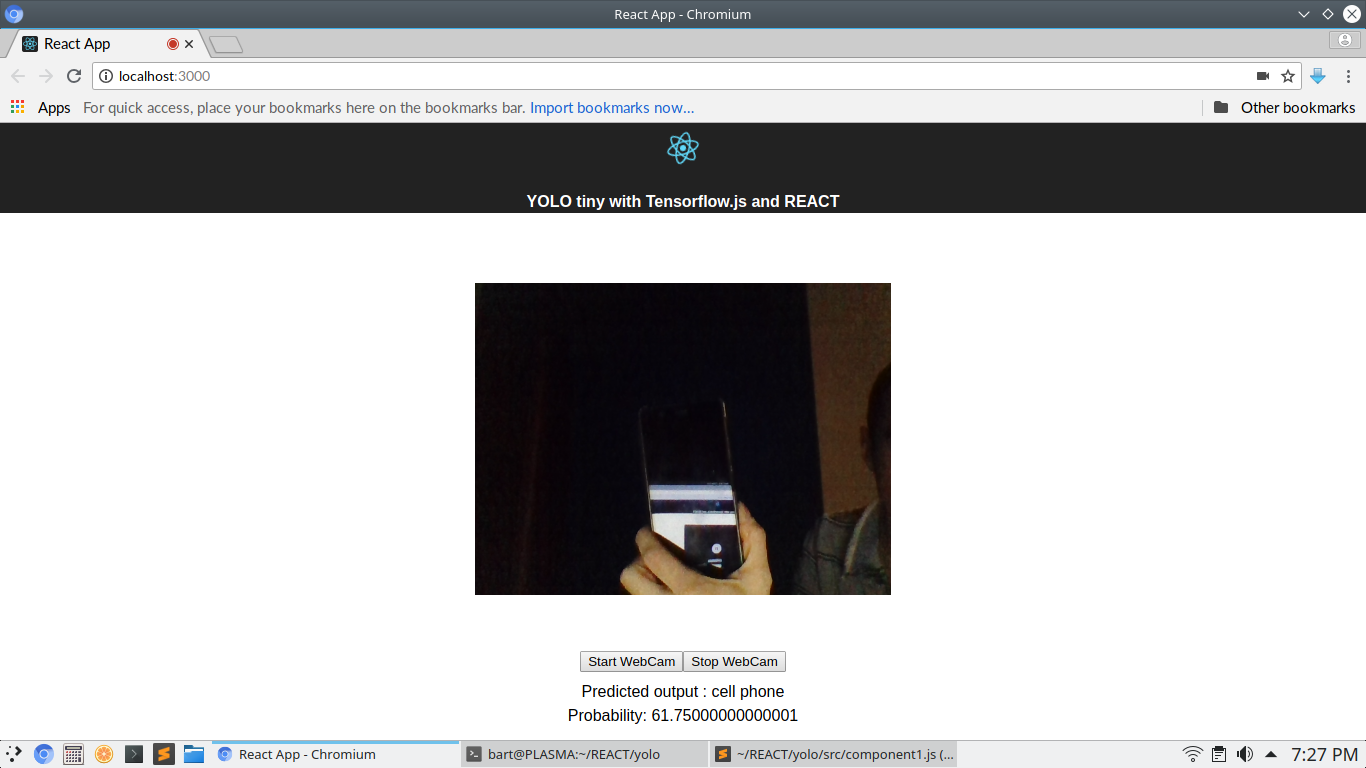 React App - Chromium
React App
localhost:3000
Apps For quick access, place your bookmarks here on the bookmarks bar. Import bookmarks now... Other bookmarks
YOLO tiny with Tensorflow.js and REACT
Start WebCam Stop WebCam
Predicted output : cell phone
Probability: 61.75000000000001
React App - Chromium bart@PLASMA:~/REACT/yolo ~/REACT/yolo/src/component1.js (... 7:27 PM